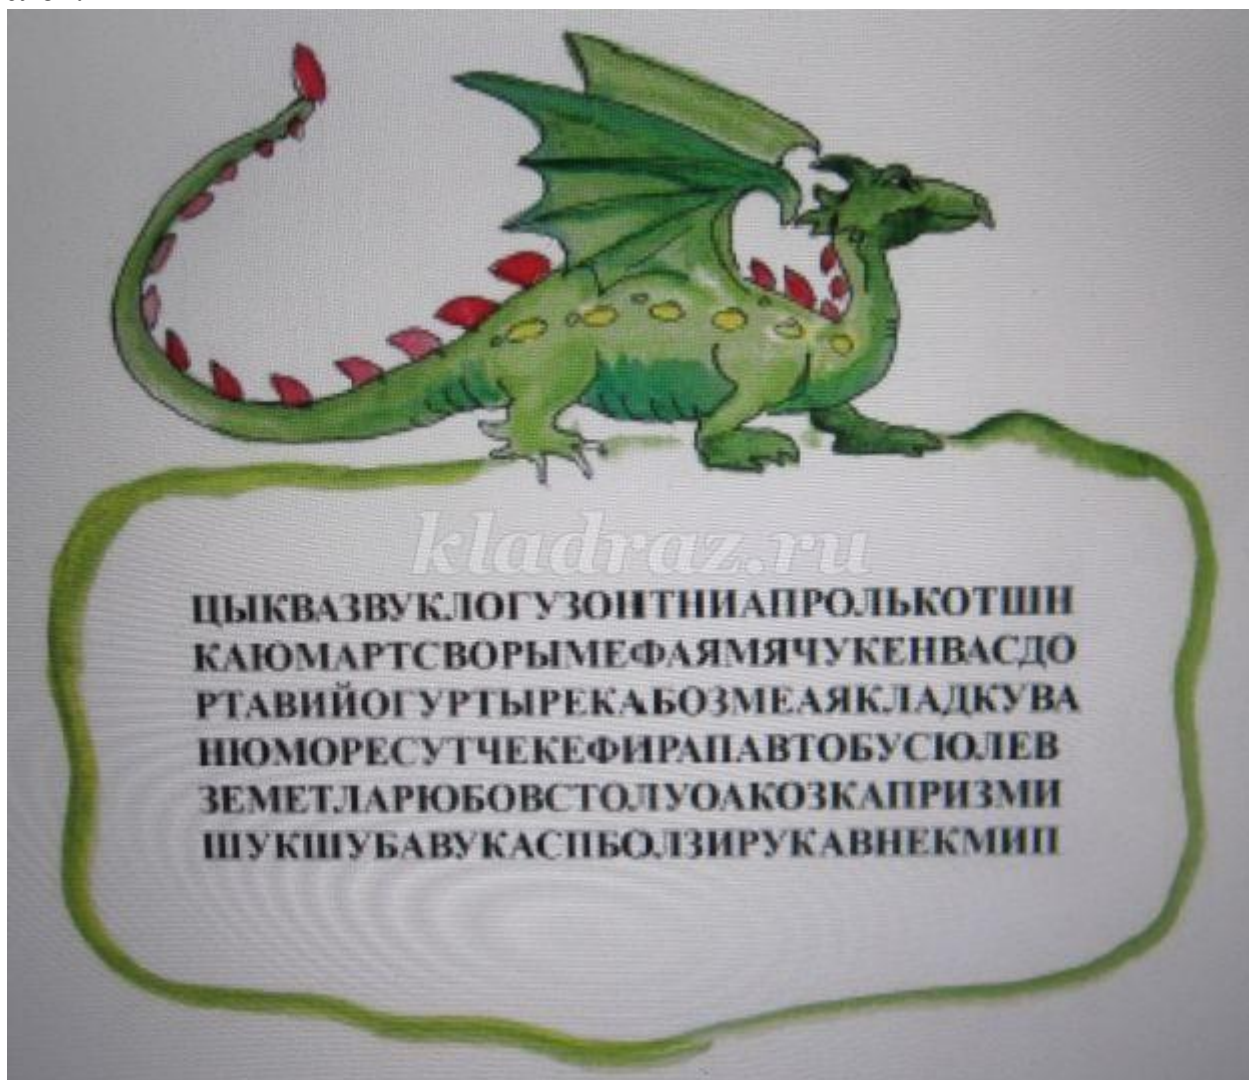 kladraz.ru
ЦЫКВАЗВУКЛОГУЗОНТНИАПРОЛЬКОТШН
КАЮМАРТСВОРЫМЕФАЯМЯЧУКЕНВАСДО
РТАВИЙОГУРТЫРЕКАБОЗМЕАЯКЛАДКУВА
НЮМОРЕСУТЧЕКЕФИРАПАВТОБУСЮЛЕВ
ЗЕМЕТЛАРЮБОВСТОЛУОАКОЗКАПРИЗМИ
ШУКШУБАВУКАСПБОЛЗИРУКАВНЕКМИП